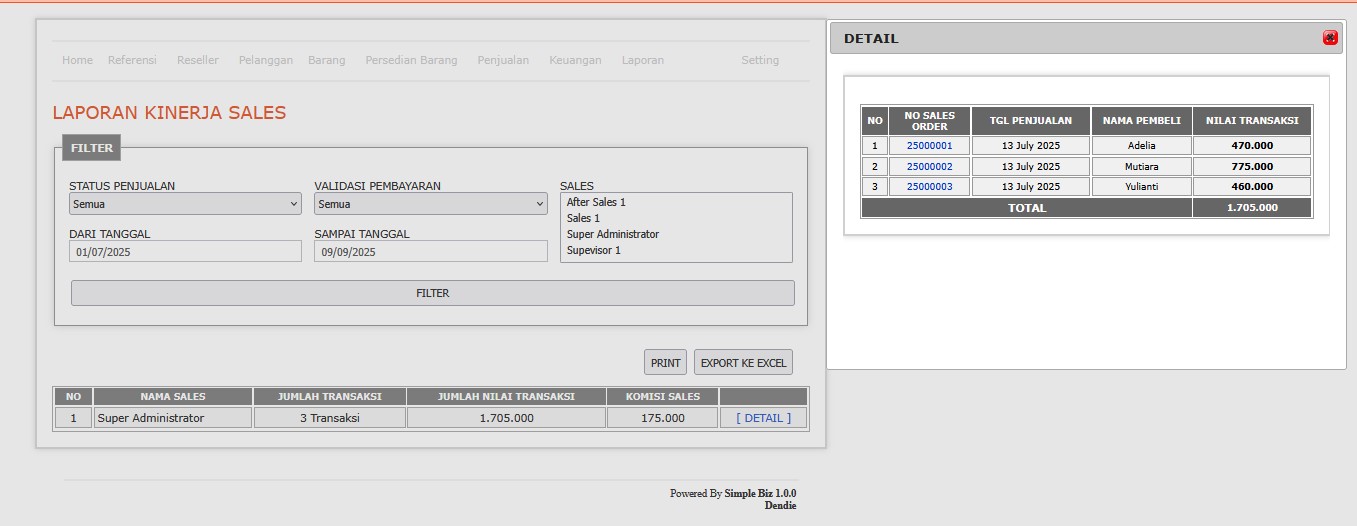 Home Referensi Reseller Pelanggan Barang Persedian Barang Penjualan Keuangan Laporan Setting
LAPORAN KINERJA SALES
FILTER
STATUS PENJUALAN VALIDASI PEMBAYARAN SALES
Semua Semua
After Sales 1
Sales 1
Super Administrator
Supevisor 1
DARI TANGGAL SAMPAI TANGGAL
01/07/2025 09/09/2025
FILTER
PRINT EXPORT KE EXCEL
NO NAMA SALES JUMLAH TRANSAKSI JUMLAH NILAI TRANSAKSI KOMISI SALES
1 Super Administrator 3 Transaksi 1.705.000 175.000 [ DETAIL ]
Powered By Simple Biz 1.0.0
Dendie
DETAIL
NO NO SALES ORDER TGL PENJUALAN NAMA PEMBELI NILAI TRANSAKSI
1 25000001 13 July 2025 Adelia 470.000
2 25000002 13 July 2025 Mutiara 775.000
3 25000003 13 July 2025 Yulianti 460.000
TOTAL 1.705.000